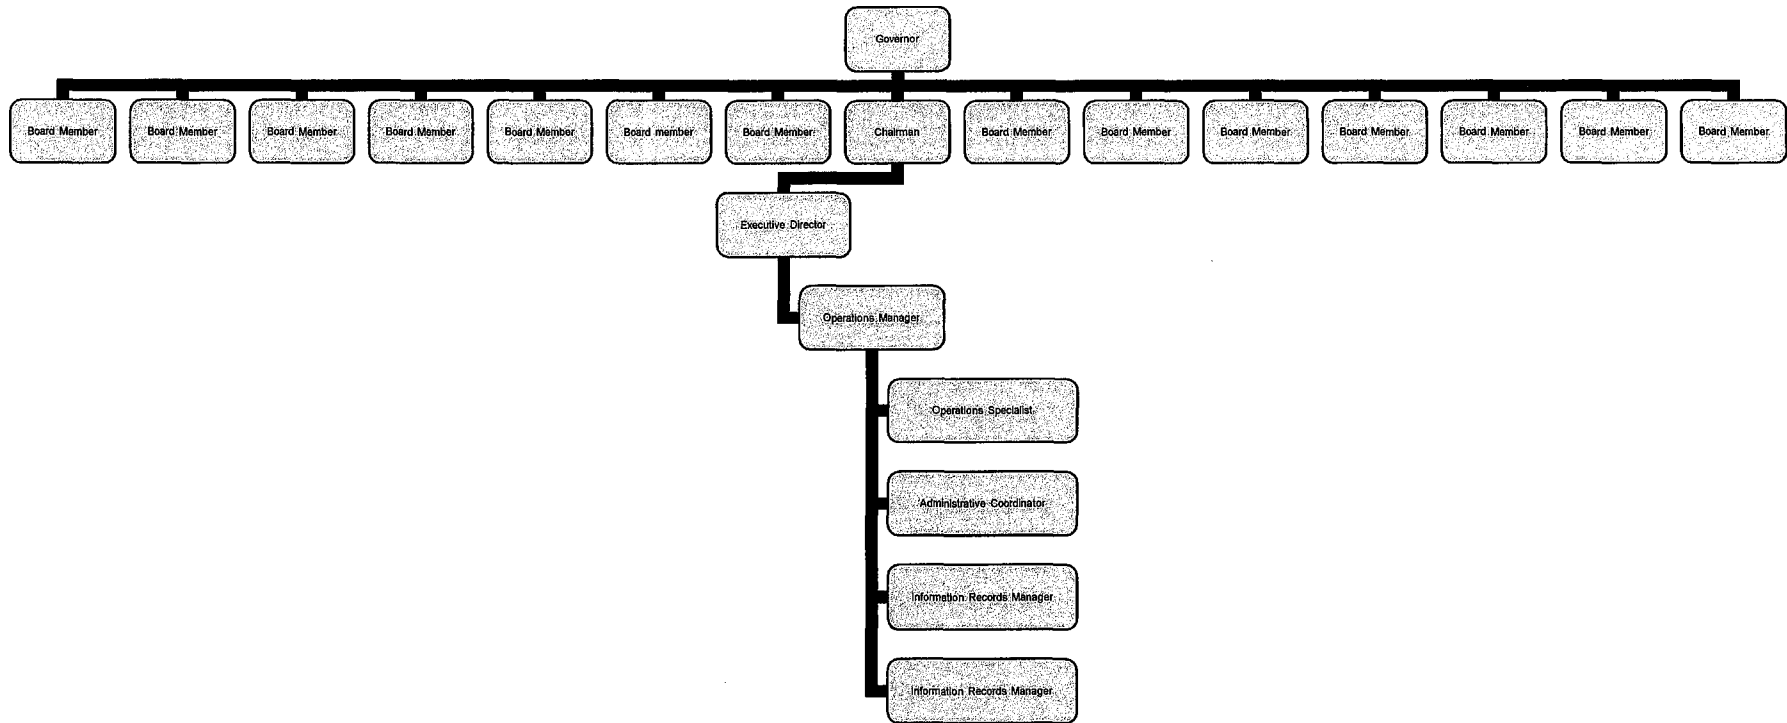 Governor
Board Member
Board Member
Board Member
Board Member
Board Member
Board member
Board Member
Chairman
Board Member
Board Member
Board Member
Board Member
Board Member
Board Member
Board Member
Executive Director
Operations Manager
Operations Specialist
Administrative Coordinator
Information Records Manager
Information Records Manager